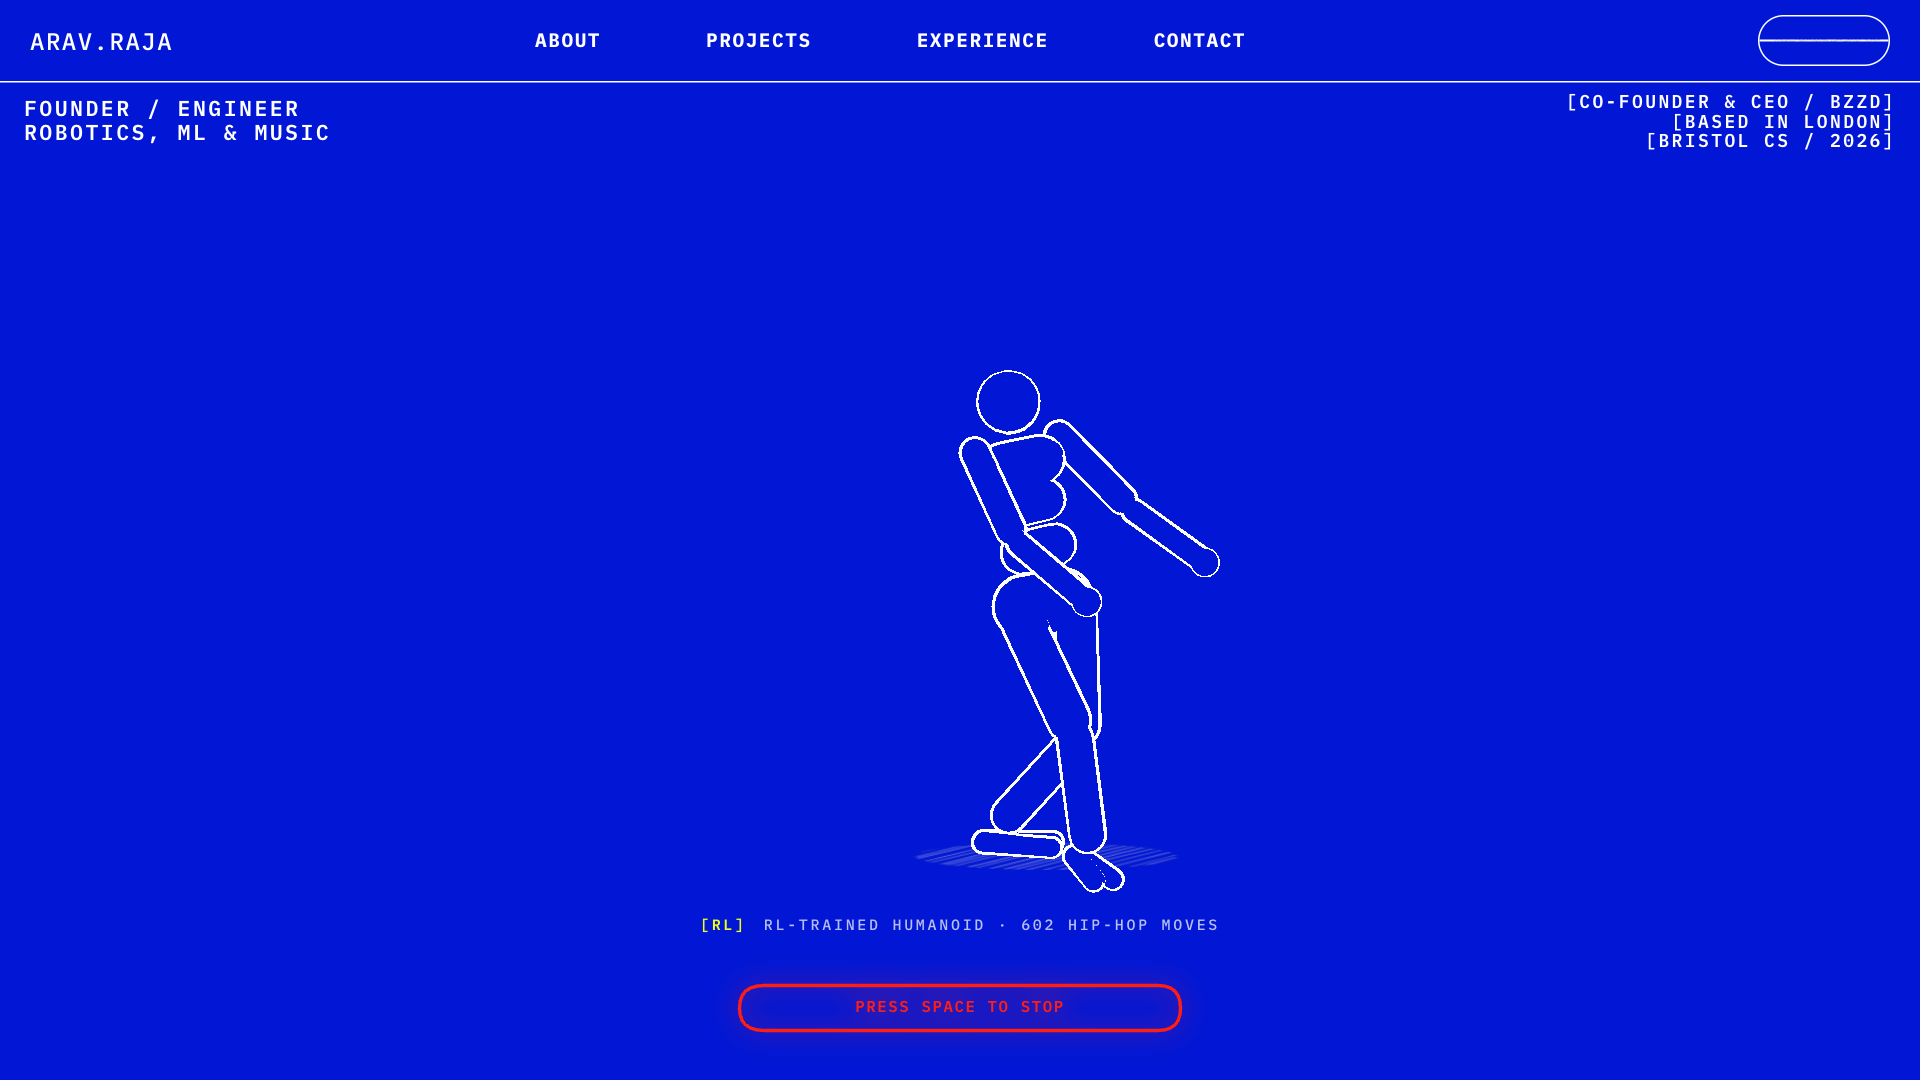 ARAV.RAJA
ABOUT
PROJECTS
EXPERIENCE
CONTACT
FOUNDER / ENGINEER
ROBOTICS, ML & MUSIC
[CO-FOUNDER & CEO / BZZD]
[BASED IN LONDON]
[BRISTOL CS / 2026]
[RL] RL-TRAINED HUMANOID · 602 HIP-HOP MOVES
PRESS SPACE TO STOP